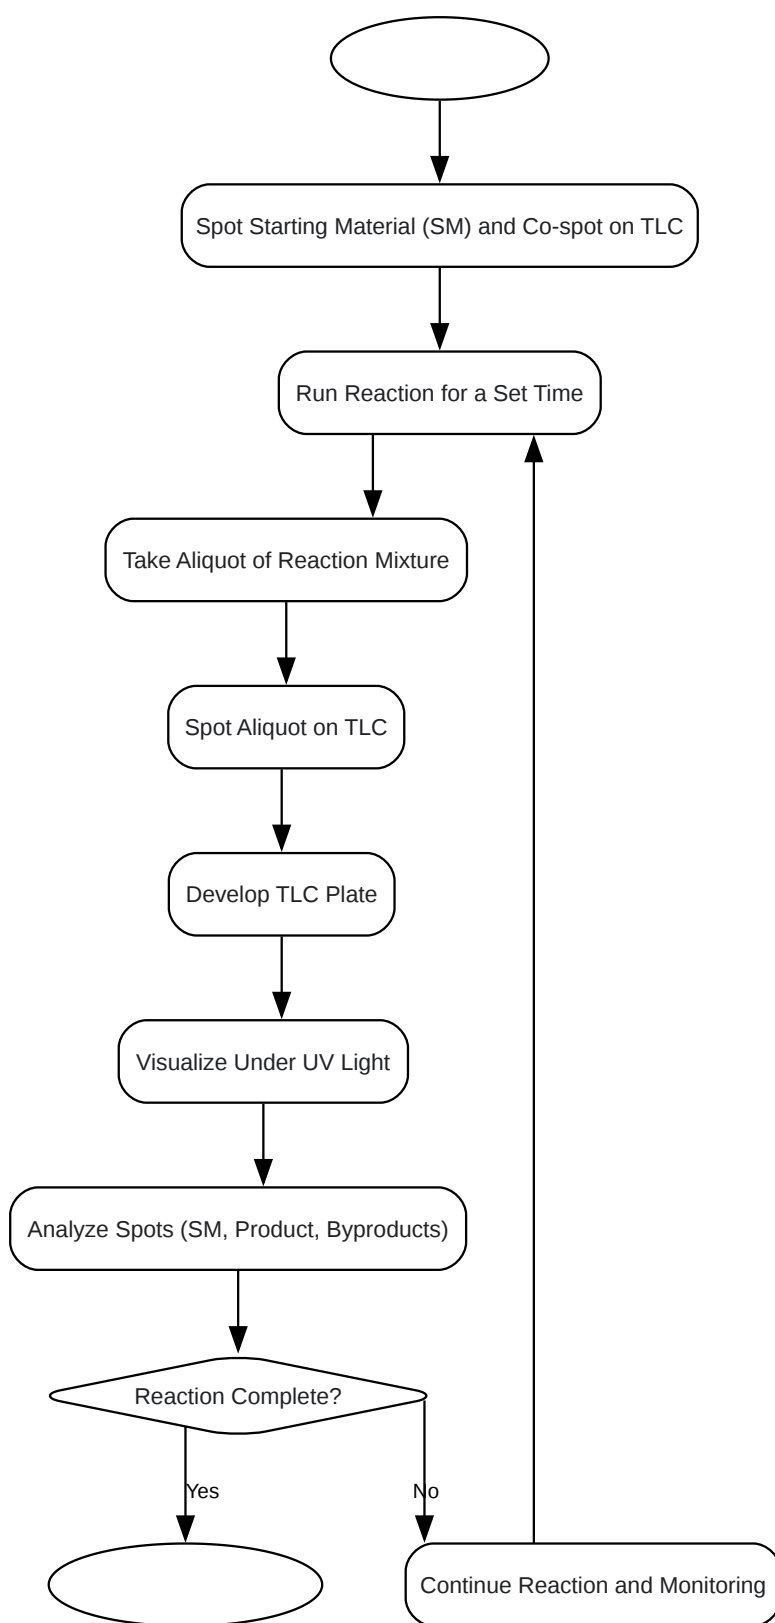 Spot Starting Material (SM) and Co-spot on TLC
Run Reaction for a Set Time
Take Aliquot of Reaction Mixture
Spot Aliquot on TLC
Develop TLC Plate
Visualize Under UV Light
Analyze Spots (SM, Product, Byproducts)
Reaction Complete?
Yes
No
Continue Reaction and Monitoring